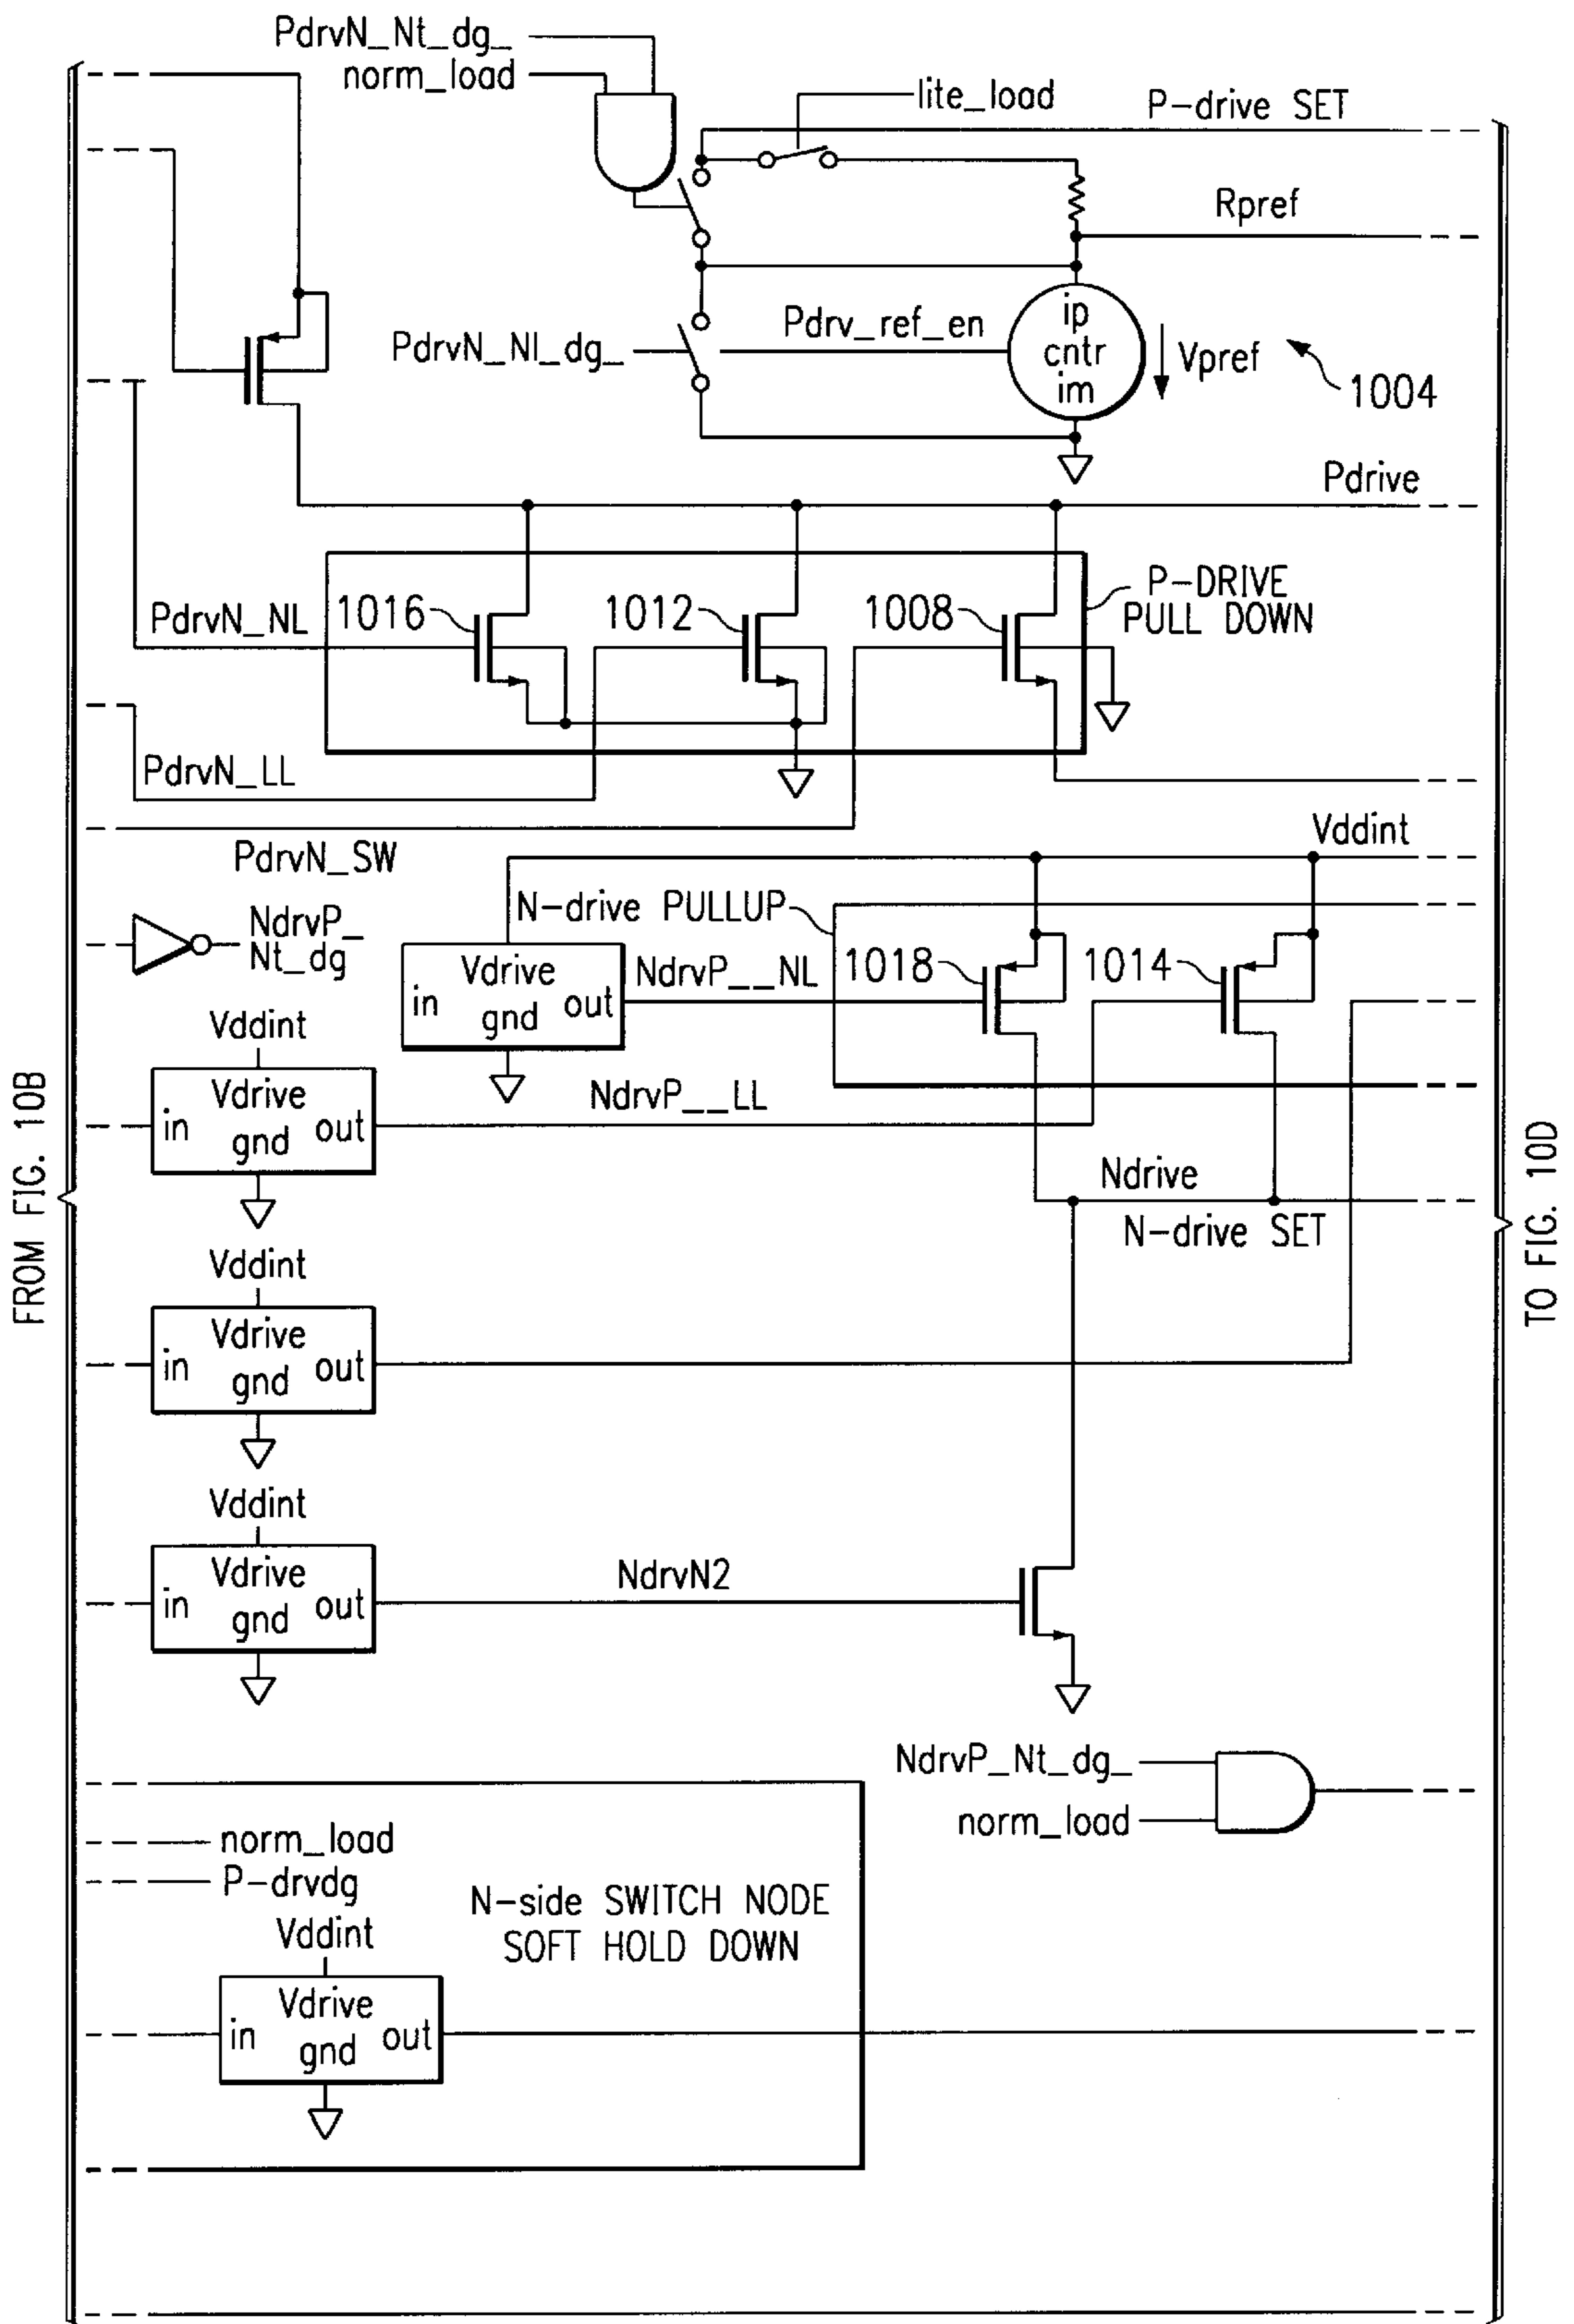 PdrvN_Nt_dg_
norm_load
lite_load
P-drive SET
Rpref
ip
cntr
im
Pdrv_ref_en
PdrvN_Nl_dg_
Vpref
1004
Pdrive
P-DRIVE
PULL DOWN
1016
1012
1008
PdrvN_NL
PdrvN_LL
PdrvN_SW
Vddint
N-drive PULLUP
NdrvP_
Nt_dg
Vdrive
in gnd out
NdrvP__NL
1018
1014
Vddint
Vdrive
in gnd out
NdrvP__LL
Ndrive
N-drive SET
FROM FIG. 10B
TO FIG. 10D
Vddint
Vdrive
in gnd out
Vddint
Vdrive
in gnd out
NdrvN2
NdrvP_Nt_dg_
norm_load
norm_load
P-drvdg
N-side SWITCH NODE
SOFT HOLD DOWN
Vddint
Vdrive
in gnd out